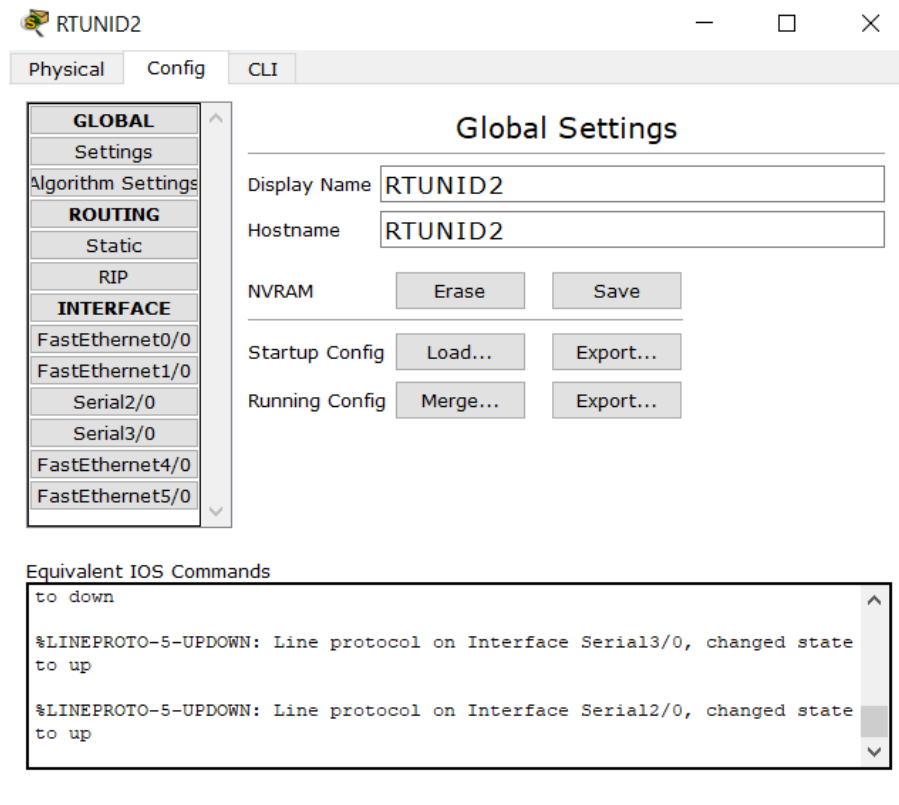 RTUNID2
Physical Config CLI
GLOBAL
Settings
Algorithm Settings
ROUTING
Static
RIP
INTERFACE
FastEthernet0/0
FastEthernet1/0
Serial2/0
Serial3/0
FastEthernet4/0
FastEthernet5/0
Global Settings
Display Name RTUNID2
Hostname RTUNID2
NVRAM Erase Save
Startup Config Load... Export...
Running Config Merge... Export...
Equivalent IOS Commands
to down
%LINEPROTO-5-UPDOWN: Line protocol on Interface Serial3/0, changed state
to up
%LINEPROTO-5-UPDOWN: Line protocol on Interface Serial2/0, changed state
to up